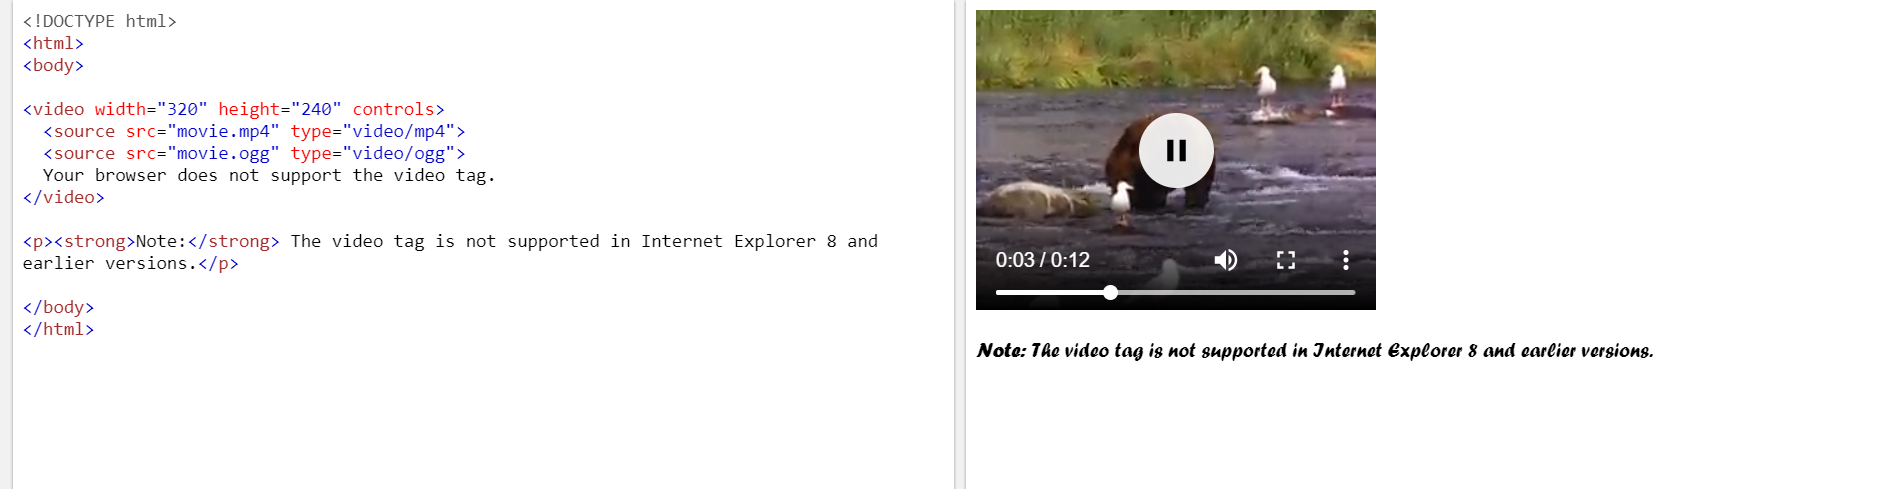 <!DOCTYPE html>
<html>
<body>
<video width="320" height="240" controls>
<source src="movie.mp4" type="video/mp4">
<source src="movie.ogg" type="video/ogg">
Your browser does not support the video tag.
</video>
<p><strong>Note:</strong> The video tag is not supported in Internet Explorer 8 and
earlier versions.</p>
</body>
</html>
0:03 / 0:12
Note: The video tag is not supported in Internet Explorer 8 and earlier versions.